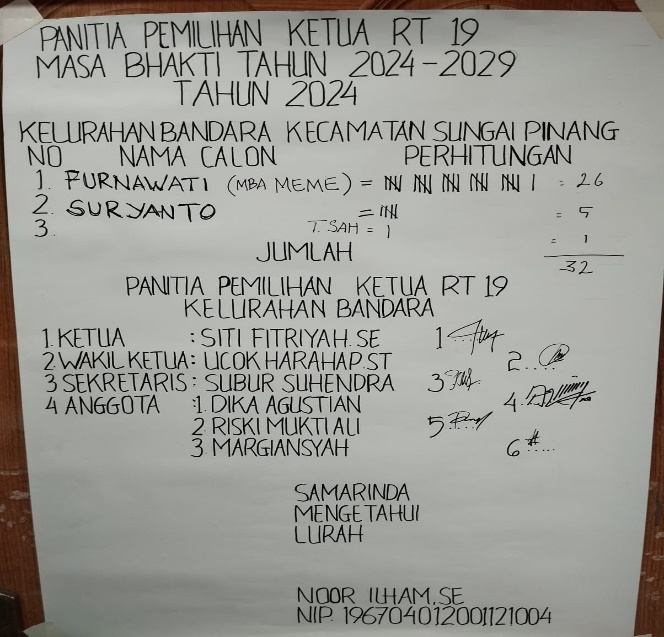 PANITIA PEMILIHAN KETUA RT 19
MASA BHAKTI TAHUN 2024-2029
TAHUN 2024
KELURAHAN BANDARA KECAMATAN SUNGAI PINANG
NO NAMA CALON PERHITUNGAN
1. PURNAWATI (MBA MEME) = 26
2. SURYANTO = 5
3. T. SAH = 1 = 1
JUMLAH 32
PANITIA PEMILIHAN KETUA RT 19
KELURAHAN BANDARA
1. KETUA : SITI FITRIYAH. SE 1
2. WAKIL KETUA : UCOK HARAHAP. ST 2....
3 SEKRETARIS : SUBUR SUHENDRA 3
4 ANGGOTA : 1. DIKA AGUSTIAN 4.
2. RISKI MUKTI ALI 5
3. MARGIANSYAH 6
SAMARINDA
MENGETAHUI
LURAH
NOOR ILHAM, SE
NIP. 196704012001121004